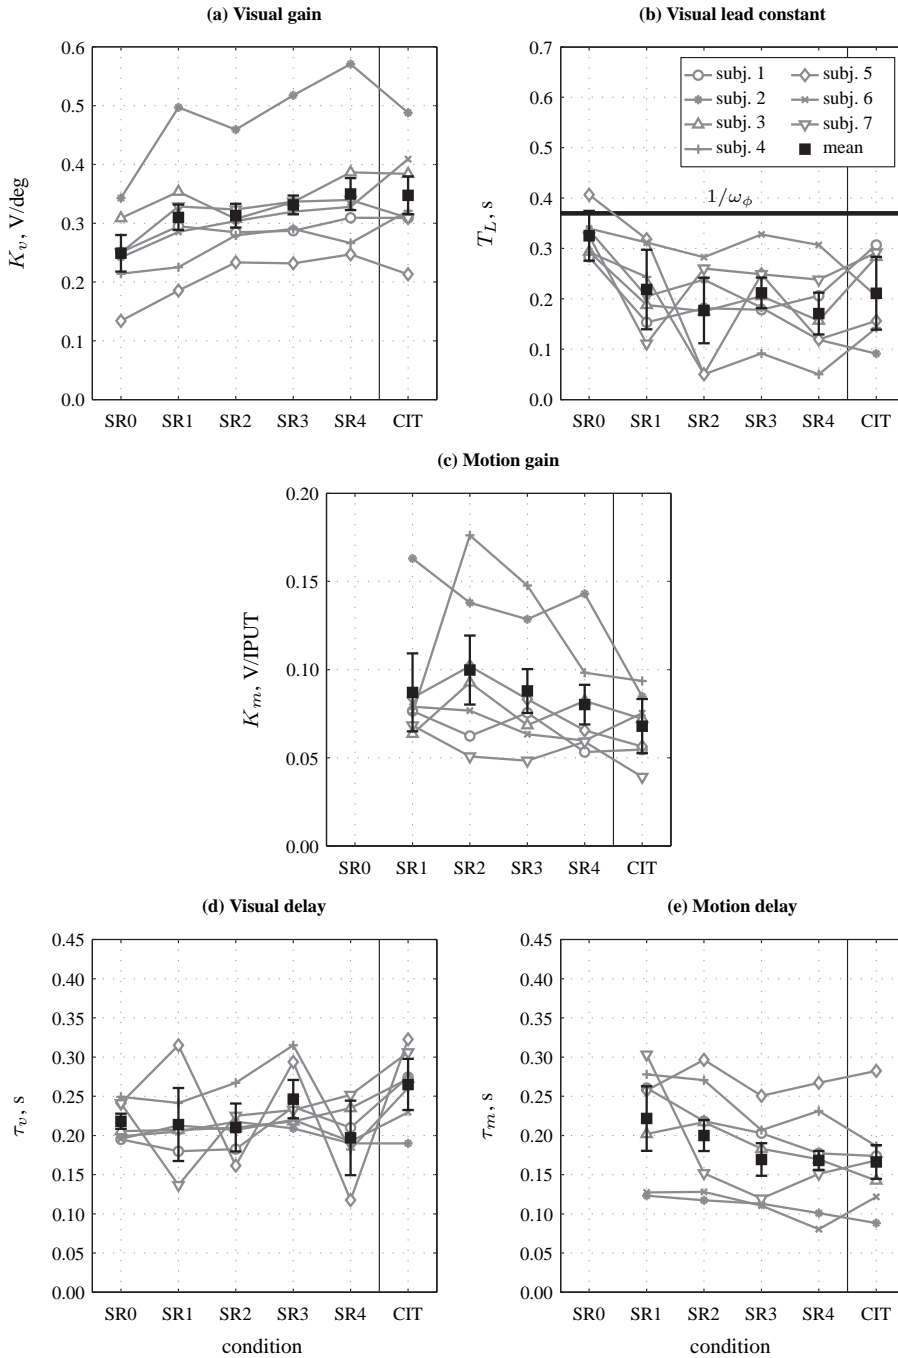 (a) Visual gain
0.6
0.5
0.4
0.3
0.2
0.1
0.0
K_v, V/deg
SR0 SR1 SR2 SR3 SR4 CIT
(b) Visual lead constant
0.7
0.6
0.5
0.4
0.3
0.2
0.1
0.0
T_L, s
subj. 1
subj. 2
subj. 3
subj. 4
subj. 5
subj. 6
subj. 7
mean
1/ω_ϕ
SR0 SR1 SR2 SR3 SR4 CIT
(c) Motion gain
0.20
0.15
0.10
0.05
0.00
K_m, V/IPUT
SR0 SR1 SR2 SR3 SR4 CIT
(d) Visual delay
0.45
0.40
0.35
0.30
0.25
0.20
0.15
0.10
0.05
0.00
τ_v, s
SR0 SR1 SR2 SR3 SR4 CIT
condition
(e) Motion delay
0.45
0.40
0.35
0.30
0.25
0.20
0.15
0.10
0.05
0.00
τ_m, s
SR0 SR1 SR2 SR3 SR4 CIT
condition